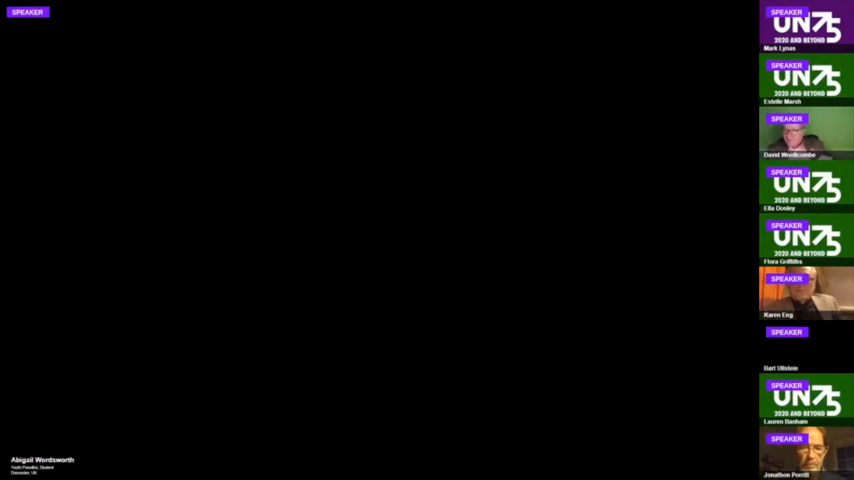 SPEAKER
Abigail Wordsworth
Youth Panellist, Student
Doncaster, UK
SPEAKER
UN75
2020 AND BEYOND
Mark Lynas
SPEAKER
UN75
2020 AND BEYOND
Estelle Marsh
SPEAKER
David Woollcombe
SPEAKER
UN75
2020 AND BEYOND
Ella Dooley
SPEAKER
UN75
2020 AND BEYOND
Flora Griffiths
SPEAKER
Karen Eng
SPEAKER
Bart Ullstein
SPEAKER
UN75
2020 AND BEYOND
Lauren Banham
SPEAKER
Jonathon Porritt